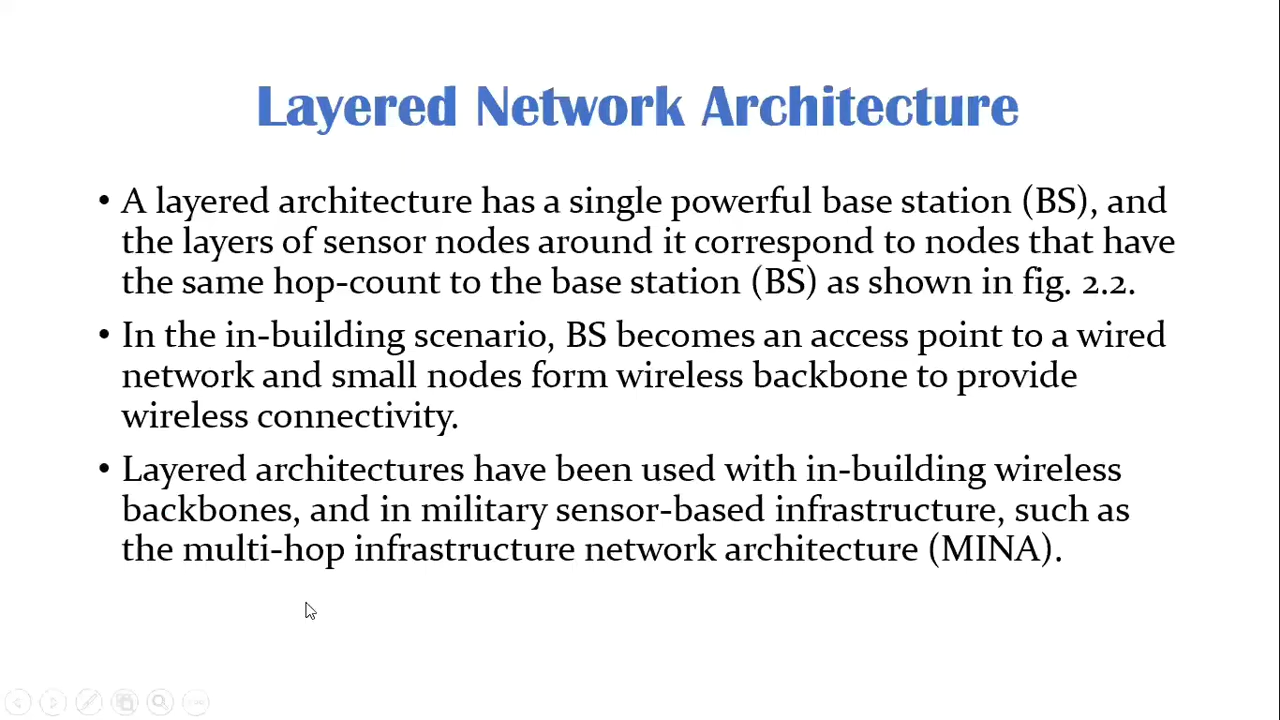 Layered Network Architecture
• A layered architecture has a single powerful base station (BS), and
the layers of sensor nodes around it correspond to nodes that have
the same hop-count to the base station (BS) as shown in fig. 2.2.
• In the in-building scenario, BS becomes an access point to a wired
network and small nodes form wireless backbone to provide
wireless connectivity.
• Layered architectures have been used with in-building wireless
backbones, and in military sensor-based infrastructure, such as
the multi-hop infrastructure network architecture (MINA).